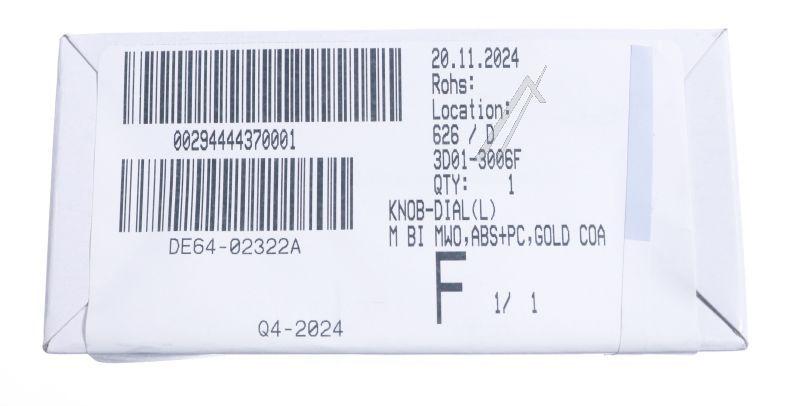 00294444370001
DE64-02322A
Q4-2024
20.11.2024
Rohs:
Location:
626 / D
3D01-3006F
QTY: 1
KNOB-DIAL(L)
M BI MWO,ABS+PC,GOLD COA
F 1/ 1